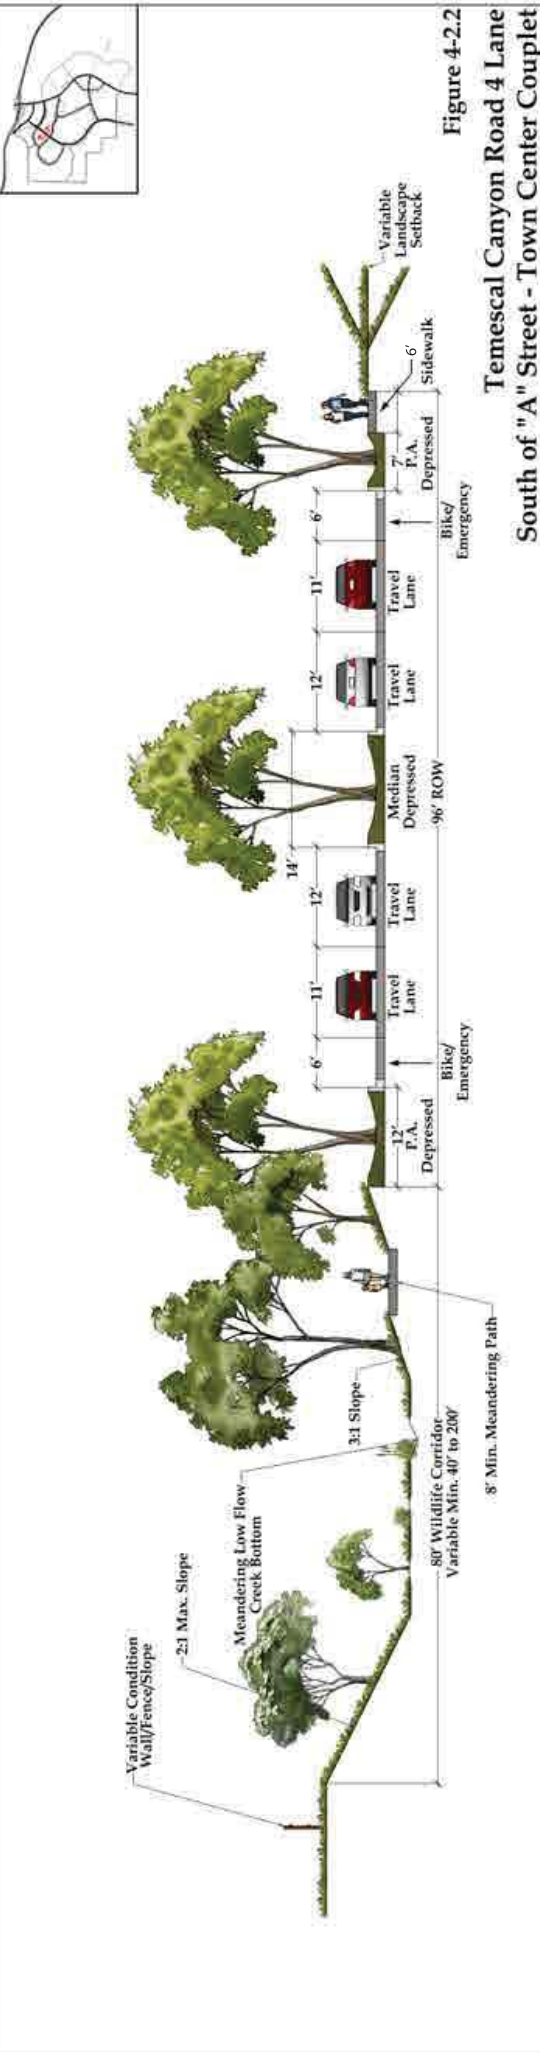 Variable Condition
Wall/Fence/Slope
2:1 Max. Slope
Meandering Low Flow
Creek Bottom
3:1 Slope
80' Wildlife Corridor
Variable Min. 40' to 200'
8' Min. Meandering Path
12'
P.A.
Depressed
6'
Bike/
Emergency
11'
Travel
Lane
12'
Travel
Lane
14'
Median
Depressed
96' ROW
12'
Travel
Lane
11'
Travel
Lane
6'
Bike/
Emergency
7'
P.A.
Depressed
6'
Sidewalk
Variable
Landscape
Setback
Figure 4-2.2
Temescal Canyon Road 4 Lane
South of "A" Street - Town Center Couplet